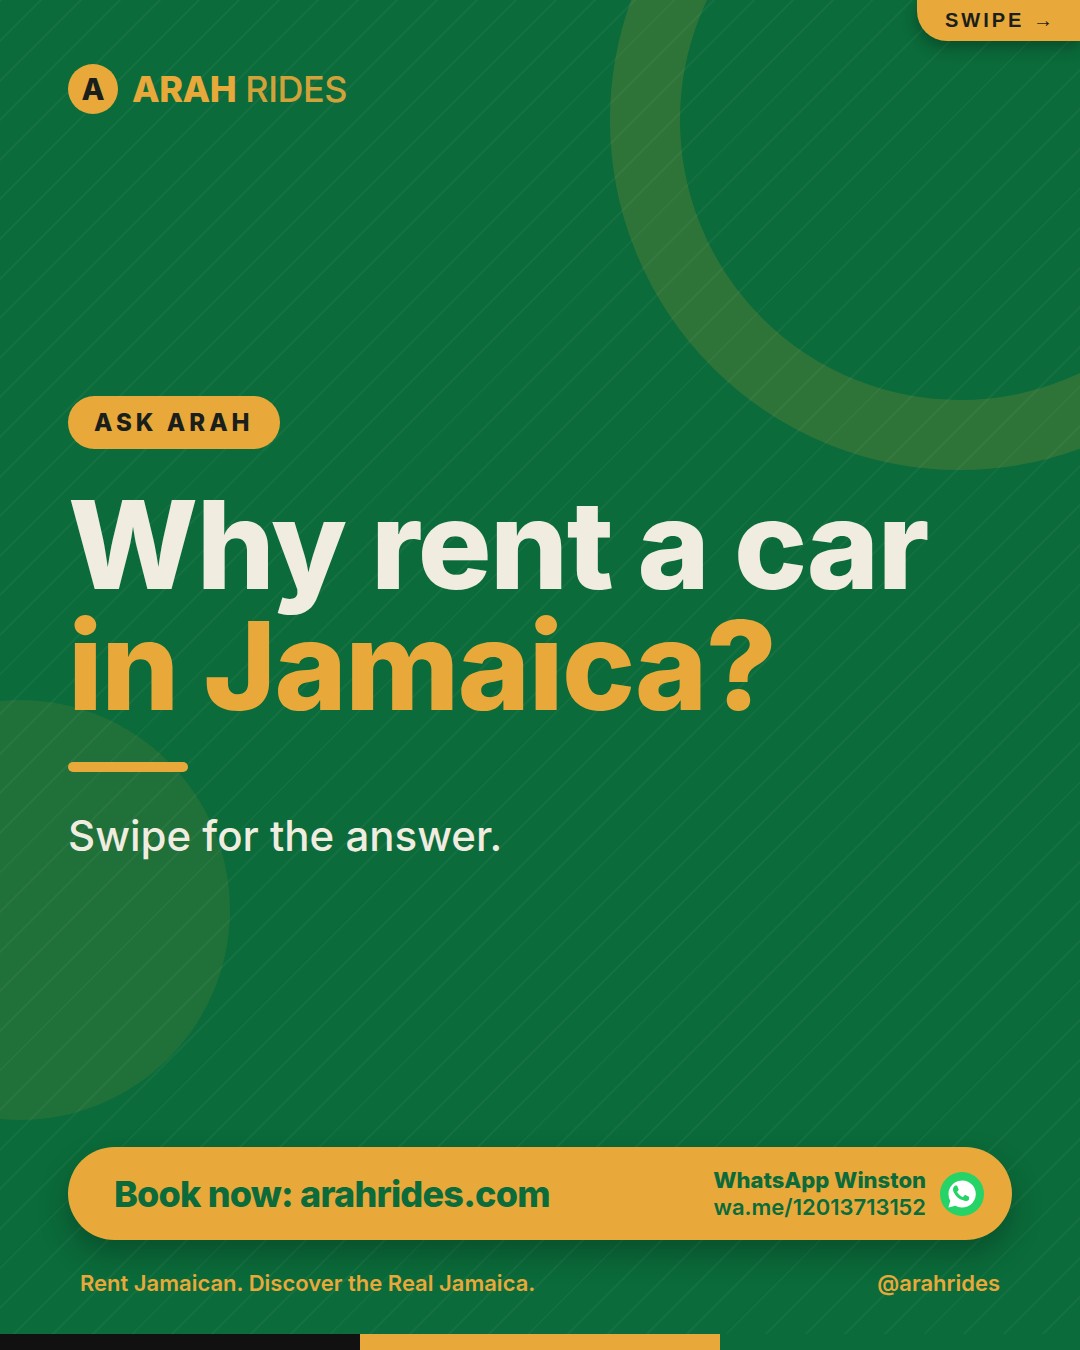 SWIPE →
A ARAH RIDES
ASK ARAH
Why rent a car
in Jamaica?
Swipe for the answer.
Book now: arahrides.com
WhatsApp Winston
wa.me/12013713152
Rent Jamaican. Discover the Real Jamaica.
@arahrides